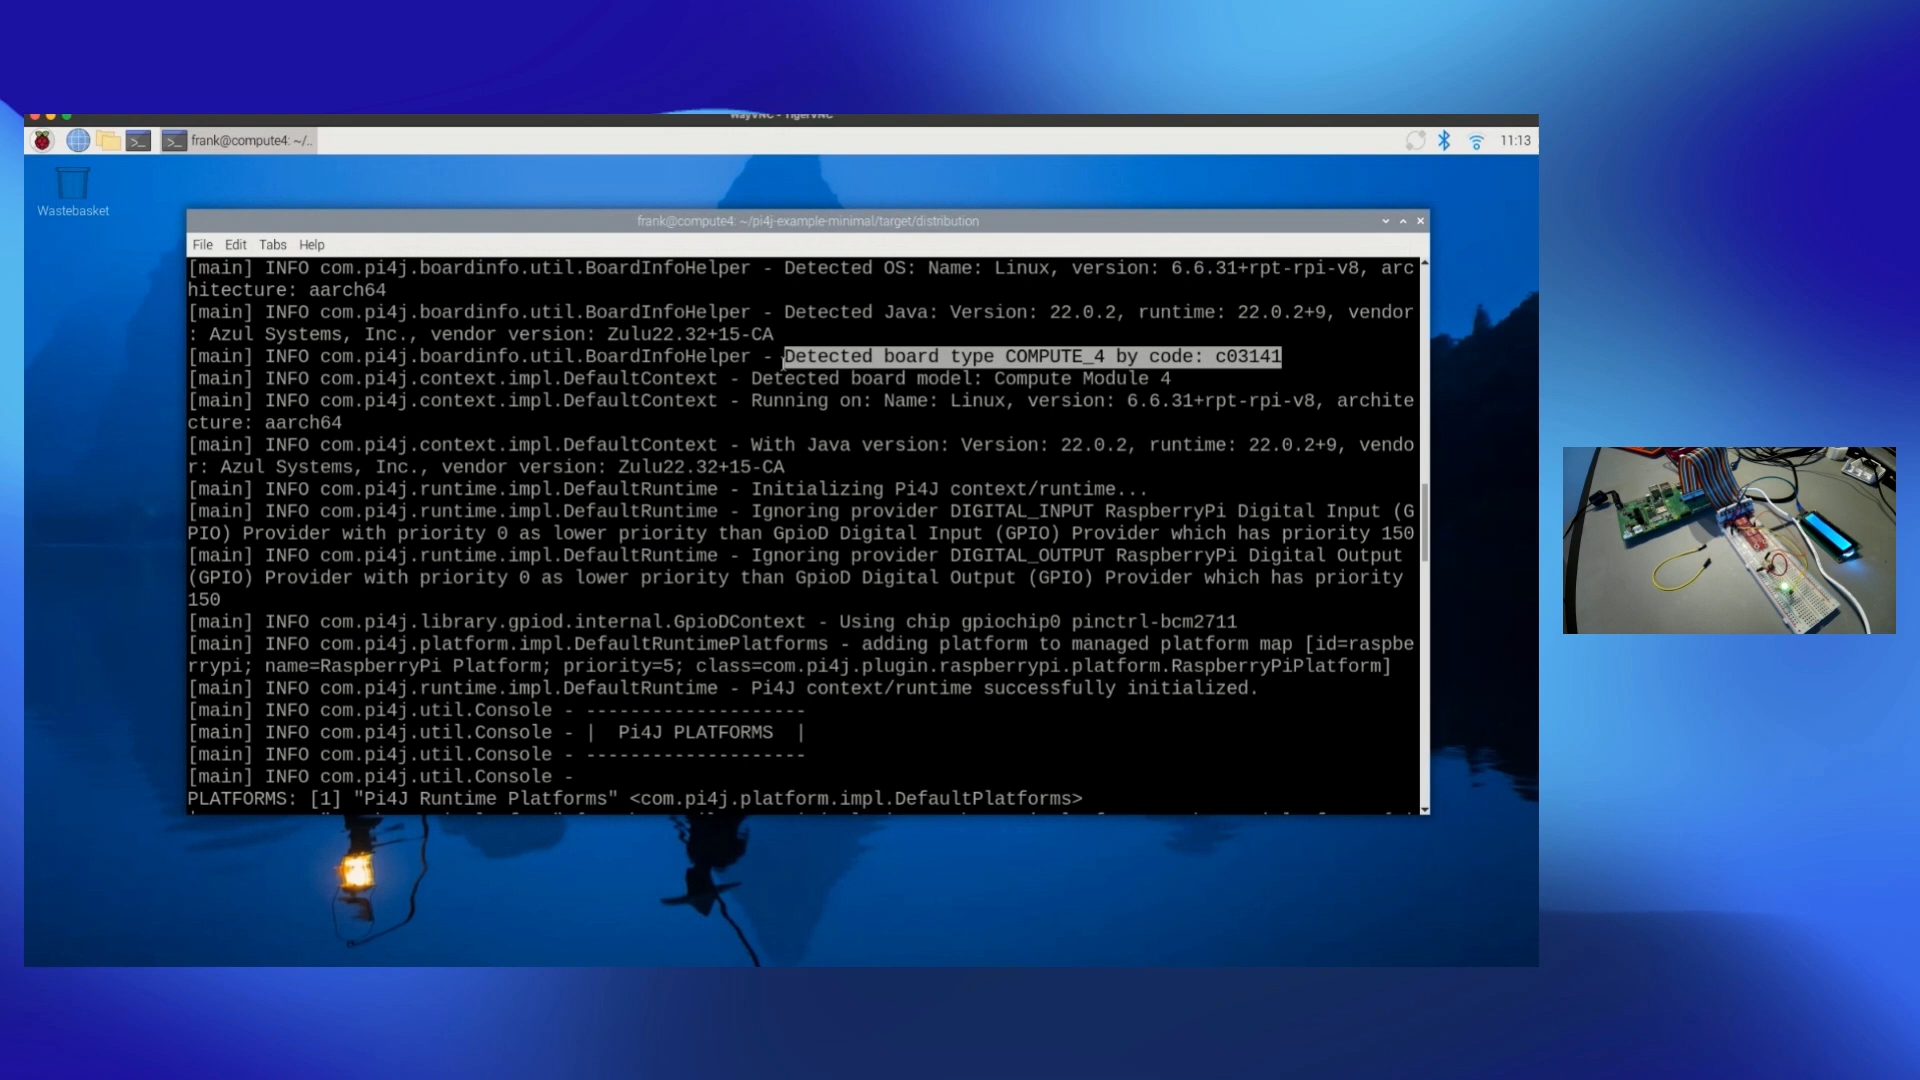 WayVNC - TigerVNC
frank@compute4: ~/..
11:13
Wastebasket
frank@compute4: ~/pi4j-example-minimal/target/distribution
File Edit Tabs Help
[main] INFO com.pi4j.boardinfo.util.BoardInfoHelper - Detected OS: Name: Linux, version: 6.6.31+rpt-rpi-v8, arc
hitecture: aarch64
[main] INFO com.pi4j.boardinfo.util.BoardInfoHelper - Detected Java: Version: 22.0.2, runtime: 22.0.2+9, vendor
: Azul Systems, Inc., vendor version: Zulu22.32+15-CA
[main] INFO com.pi4j.boardinfo.util.BoardInfoHelper - Detected board type COMPUTE_4 by code: c03141
[main] INFO com.pi4j.context.impl.DefaultContext - Detected board model: Compute Module 4
[main] INFO com.pi4j.context.impl.DefaultContext - Running on: Name: Linux, version: 6.6.31+rpt-rpi-v8, archite
cture: aarch64
[main] INFO com.pi4j.context.impl.DefaultContext - With Java version: Version: 22.0.2, runtime: 22.0.2+9, vendo
r: Azul Systems, Inc., vendor version: Zulu22.32+15-CA
[main] INFO com.pi4j.runtime.impl.DefaultRuntime - Initializing Pi4J context/runtime...
[main] INFO com.pi4j.runtime.impl.DefaultRuntime - Ignoring provider DIGITAL_INPUT RaspberryPi Digital Input (G
PIO) Provider with priority 0 as lower priority than GpioD Digital Input (GPIO) Provider which has priority 150
[main] INFO com.pi4j.runtime.impl.DefaultRuntime - Ignoring provider DIGITAL_OUTPUT RaspberryPi Digital Output
(GPIO) Provider with priority 0 as lower priority than GpioD Digital Output (GPIO) Provider which has priority
150
[main] INFO com.pi4j.library.gpiod.internal.GpioDContext - Using chip gpiochip0 pinctrl-bcm2711
[main] INFO com.pi4j.platform.impl.DefaultRuntimePlatforms - adding platform to managed platform map [id=raspbe
rrypi; name=RaspberryPi Platform; priority=5; class=com.pi4j.plugin.raspberrypi.platform.RaspberryPiPlatform]
[main] INFO com.pi4j.runtime.impl.DefaultRuntime - Pi4J context/runtime successfully initialized.
[main] INFO com.pi4j.util.Console - --------------------
[main] INFO com.pi4j.util.Console - |  Pi4J PLATFORMS  |
[main] INFO com.pi4j.util.Console - --------------------
[main] INFO com.pi4j.util.Console -
PLATFORMS: [1] "Pi4J Runtime Platforms" <com.pi4j.platform.impl.DefaultPlatforms>